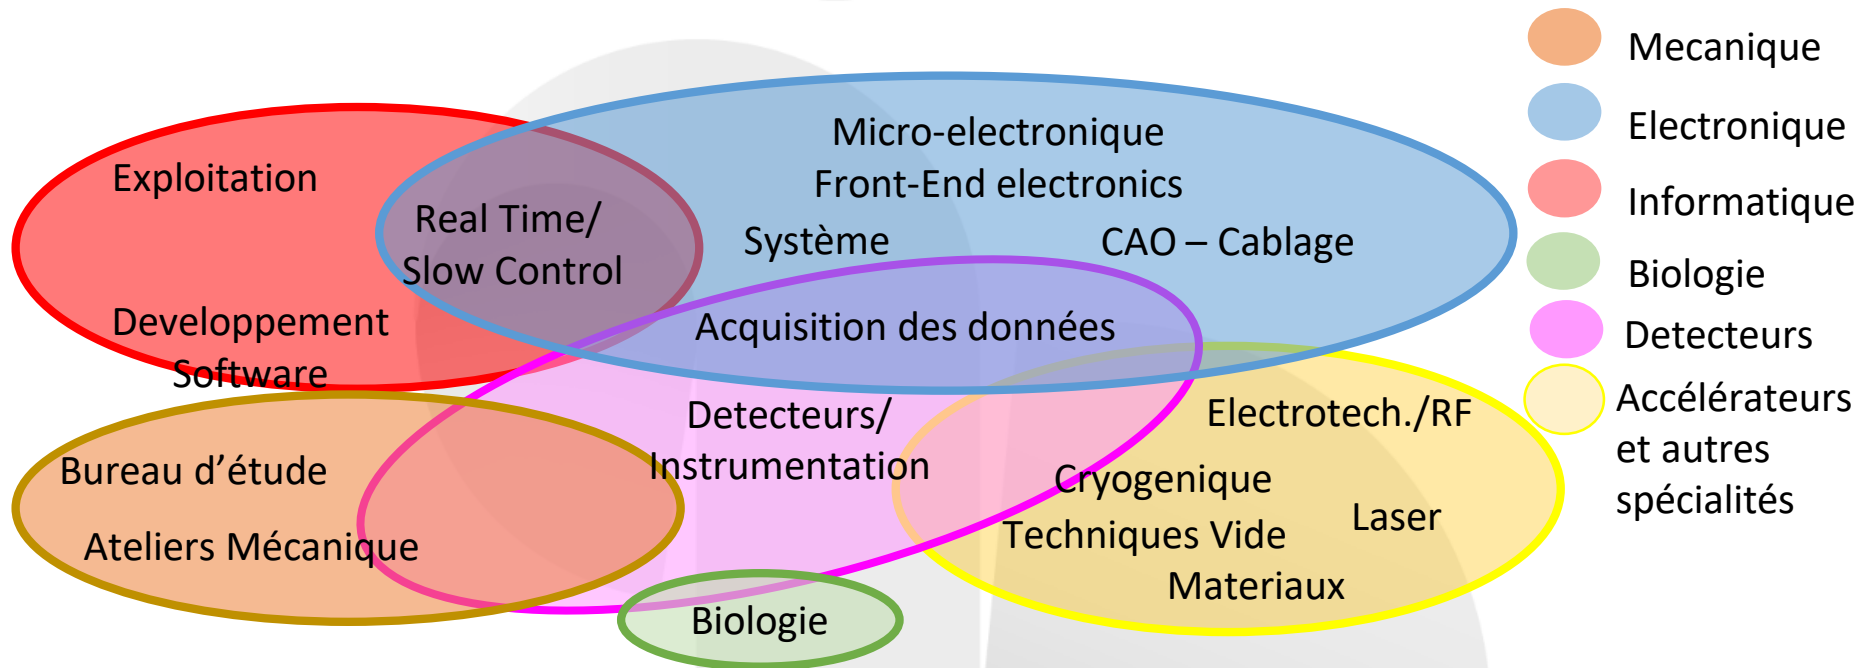 Exploitation
Real Time/
Slow Control
Developpement
Software
Micro-electronique
Front-End electronics
Système
CAO – Cablage
Acquisition des données
Detecteurs/
Instrumentation
Bureau d’étude
Ateliers Mécanique
Biologie
Electrotech./RF
Cryogenique
Laser
Techniques Vide
Materiaux
Mecanique
Electronique
Informatique
Biologie
Detecteurs
Accélérateurs
et autres
spécialités